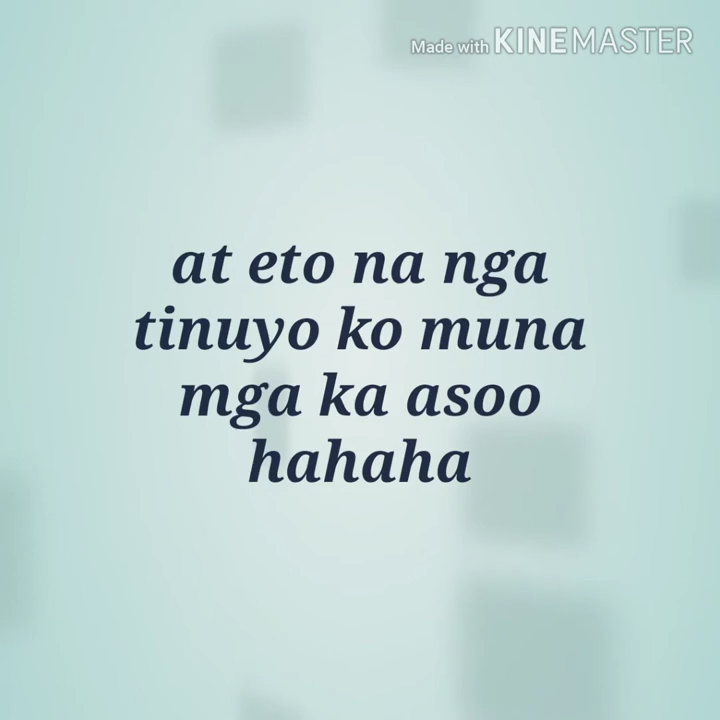 Made with KINEMASTER
at eto na nga
tinuyo ko muna
mga ka asoo
hahaha